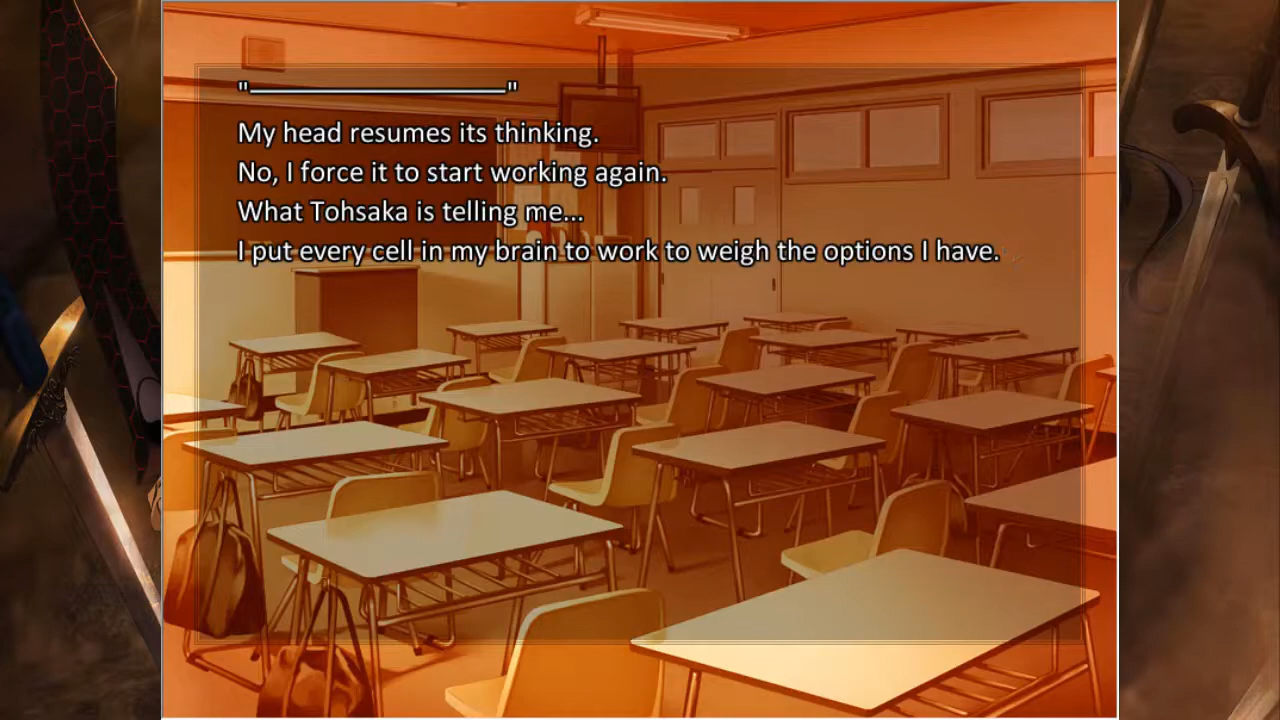 "――――――――――"
My head resumes its thinking.
No, I force it to start working again.
What Tohsaka is telling me...
I put every cell in my brain to work to weigh the options I have.